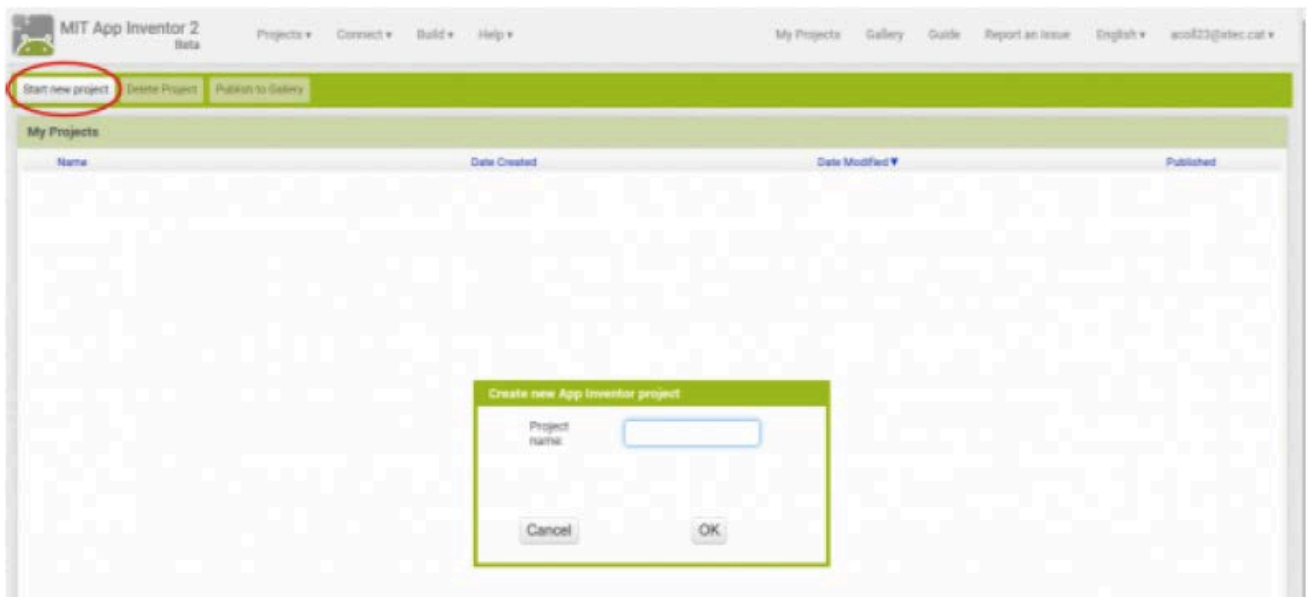 MIT App Inventor 2
Beta
Projects ▾ Connect ▾ Build ▾ Help ▾ My Projects Gallery Guide Report an Issue English ▾
Start new project Delete Project Publish to Gallery
My Projects
Name Date Created Date Modified ▼ Published
Create new App Inventor project
Project
name:
Cancel OK